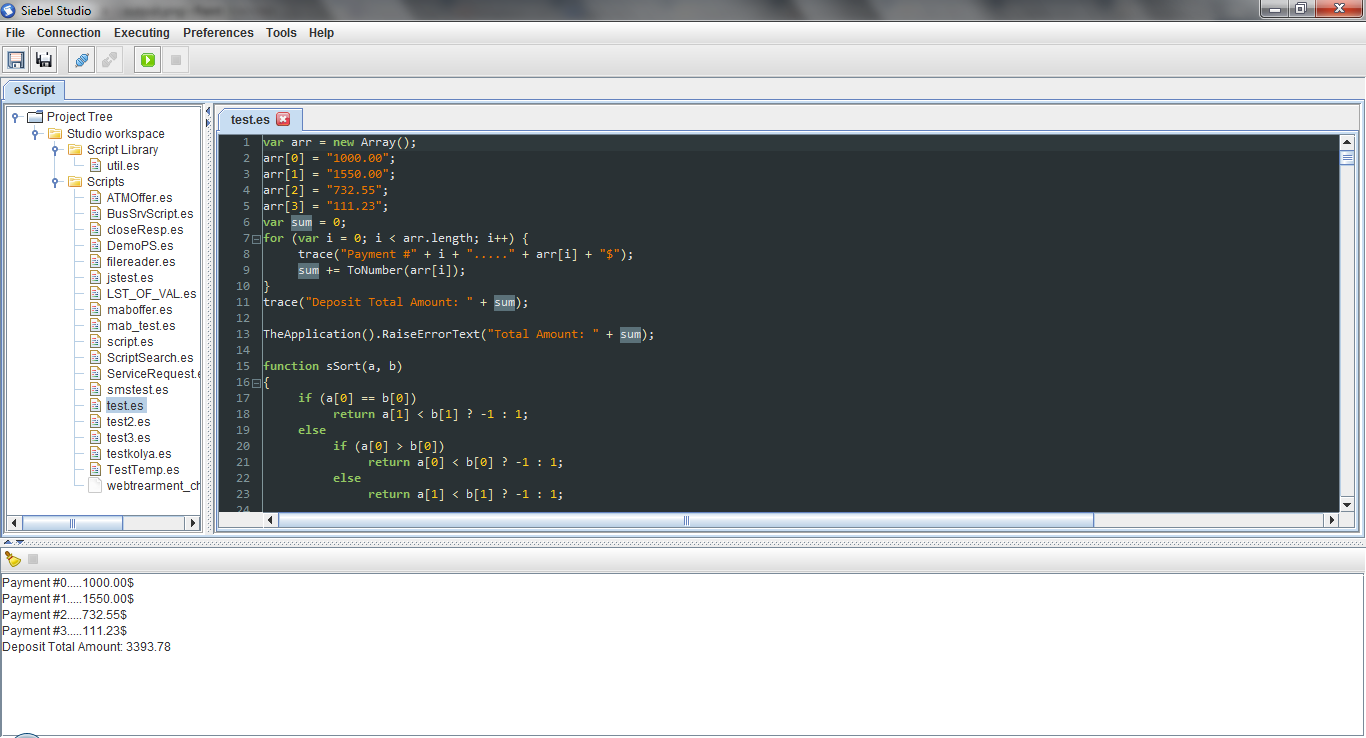 Siebel Studio
File Connection Executing Preferences Tools Help
eScript
Project Tree
Studio workspace
Script Library
util.es
Scripts
ATMOffer.es
BusSrvScript.es
closeResp.es
DemoPS.es
filereader.es
jstest.es
LST_OF_VAL.es
maboffer.es
mab_test.es
script.es
ScriptSearch.es
ServiceRequest.e
smstest.es
test.es
test2.es
test3.es
testkolya.es
TestTemp.es
webtrearment_ch
test.es
1 var arr = new Array();
2 arr[0] = "1000.00";
3 arr[1] = "1550.00";
4 arr[2] = "732.55";
5 arr[3] = "111.23";
6 var sum = 0;
7 for (var i = 0; i < arr.length; i++) {
8 trace("Payment #" + i + "....." + arr[i] + "$");
9 sum += ToNumber(arr[i]);
10 }
11 trace("Deposit Total Amount: " + sum);
12
13 TheApplication().RaiseErrorText("Total Amount: " + sum);
14
15 function sSort(a, b)
16 {
17 if (a[0] == b[0])
18 return a[1] < b[1] ? -1 : 1;
19 else
20 if (a[0] > b[0])
21 return a[0] < b[0] ? -1 : 1;
22 else
23 return a[1] < b[1] ? -1 : 1;
24
Payment #0.....1000.00$
Payment #1.....1550.00$
Payment #2.....732.55$
Payment #3.....111.23$
Deposit Total Amount: 3393.78